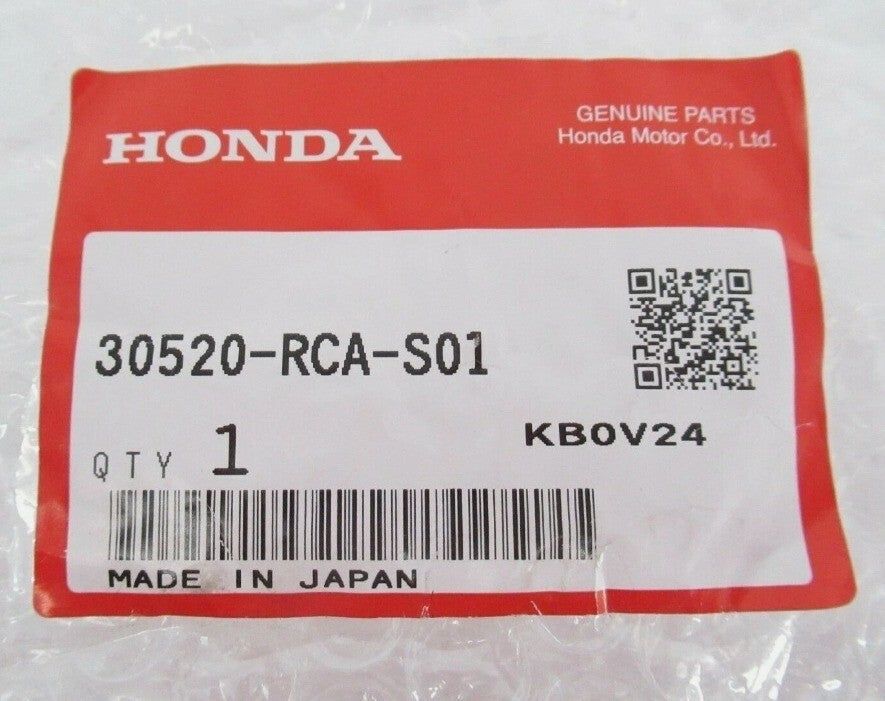 HONDA
GENUINE PARTS
Honda Motor Co., Ltd.
30520-RCA-S01
KB0V24
QTY 1
MADE IN JAPAN